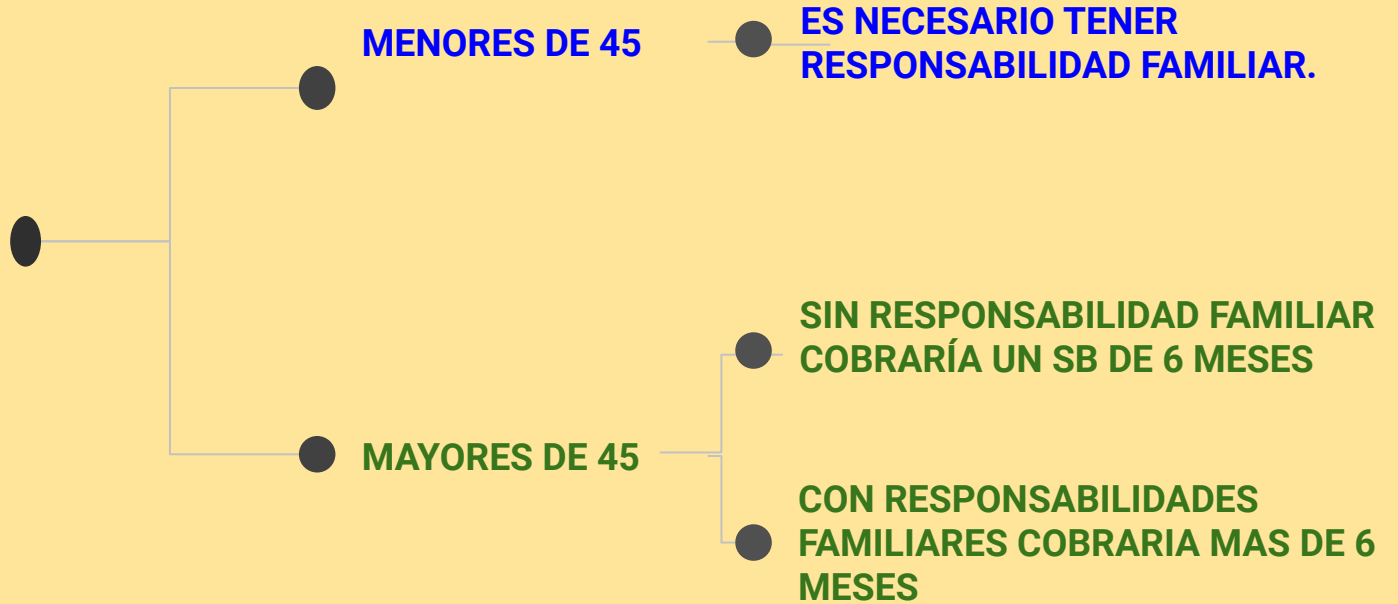 MENORES DE 45
ES NECESARIO TENER
RESPONSABILIDAD FAMILIAR.
SIN RESPONSABILIDAD FAMILIAR
COBRARÍA UN SB DE 6 MESES
MAYORES DE 45
CON RESPONSABILIDADES
FAMILIARES COBRARIA MAS DE 6
MESES